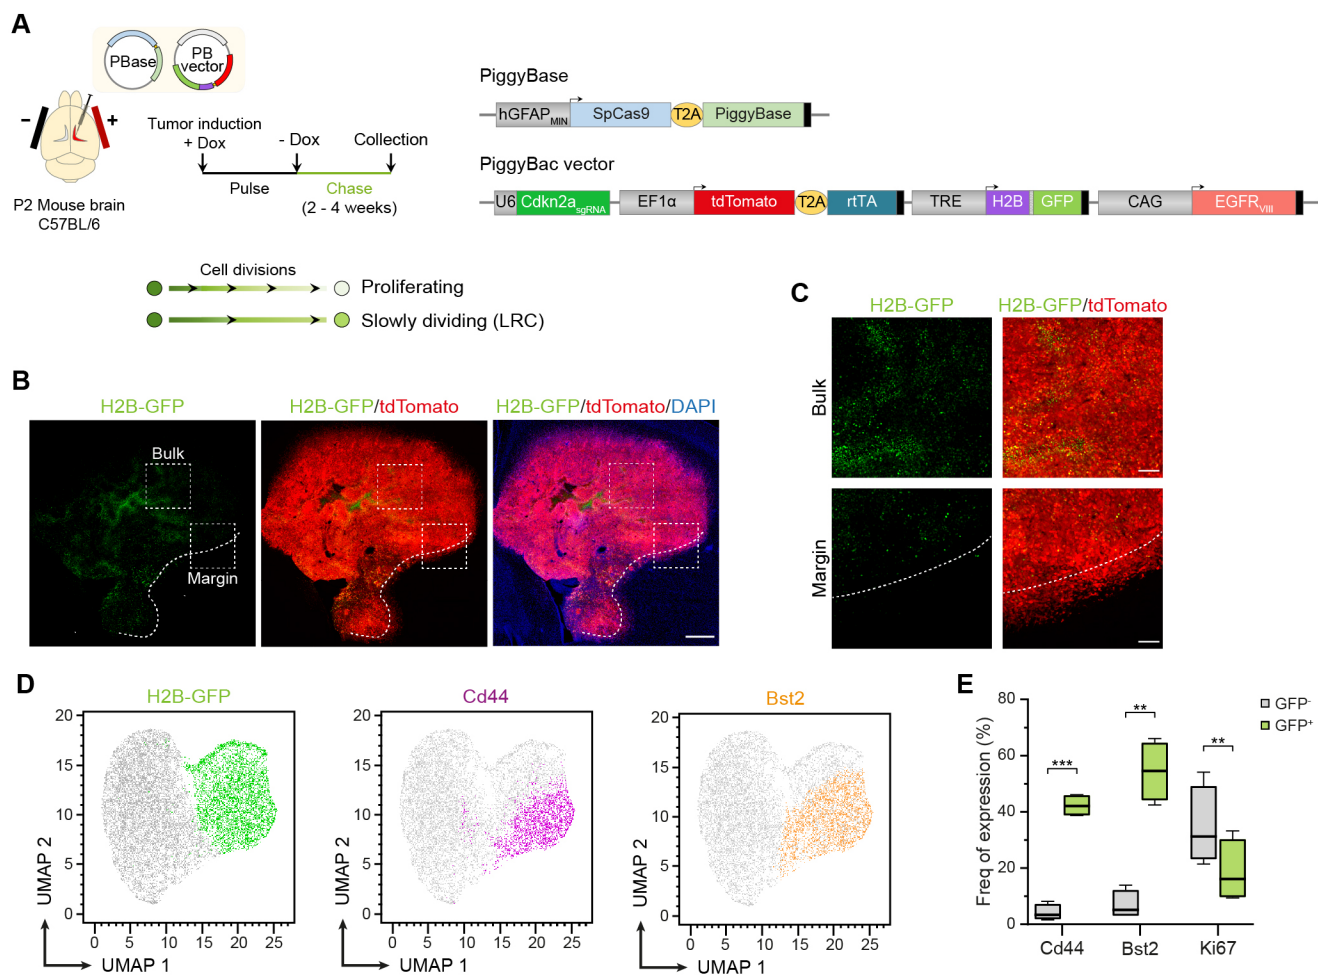 A
PBase
PB
vector
−
+
P2 Mouse brain
C57BL/6
Tumor induction
+ Dox
- Dox
Collection
Pulse
Chase
(2 - 4 weeks)
PiggyBase
hGFAPMIN
SpCas9
T2A
PiggyBase
PiggyBac vector
U6
Cdkn2asgRNA
EF1α
tdTomato
T2A
rtTA
TRE
H2B
GFP
CAG
EGFRVIII
Cell divisions
Proliferating
Slowly dividing (LRC)
B
H2B-GFP
H2B-GFP/tdTomato
H2B-GFP/tdTomato/DAPI
Bulk
Margin
C
H2B-GFP
H2B-GFP/tdTomato
Bulk
Margin
D
H2B-GFP
20
15
10
5
0
0 5 10 15 20 25
UMAP 2
UMAP 1
Cd44
20
15
10
5
0
0 5 10 15 20 25
UMAP 2
UMAP 1
Bst2
20
15
10
5
0
0 5 10 15 20 25
UMAP 2
UMAP 1
E
Freq of expression (%)
80
60
40
20
0
***
**
**
Cd44
Bst2
Ki67
GFP-
GFP+